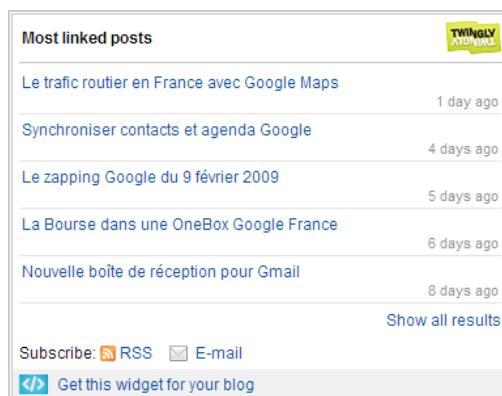 Most linked posts
TWINGLY
Le trafic routier en France avec Google Maps
1 day ago
Synchroniser contacts et agenda Google
4 days ago
Le zapping Google du 9 février 2009
5 days ago
La Bourse dans une OneBox Google France
6 days ago
Nouvelle boîte de réception pour Gmail
8 days ago
Show all results
Subscribe: RSS E-mail
</> Get this widget for your blog